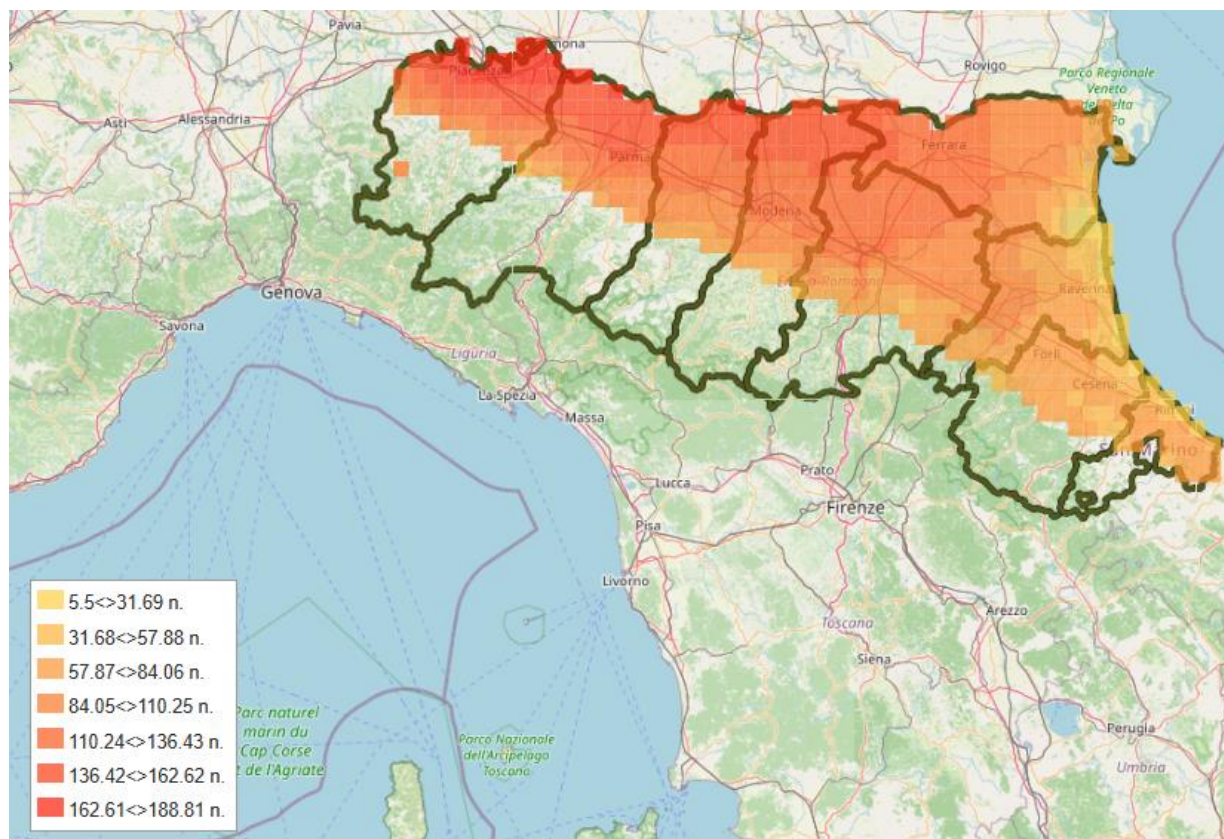 Pavia
mona
Rovigo
Piacenza
Parco Regionale
Veneto
del Delta
Po
Alessandria
Asti
Ferrara
Parma
Modena
Genova
Emilia-Romagna
Ravenna
Savona
Liguria
Forlì
Cesena
La Spezia
Rimini
Massa
San Marino
Prato
Lucca
Firenze
Pisa
Livorno
Arezzo
Toscana
Siena
Perugia
Umbria
Parc naturel
marin du
Cap Corse
t de l'Agriate
Parco Nazionale
dell'Arcipelago
Toscano
5.5<>31.69 n.
31.68<>57.88 n.
57.87<>84.06 n.
84.05<>110.25 n.
110.24<>136.43 n.
136.42<>162.62 n.
162.61<>188.81 n.